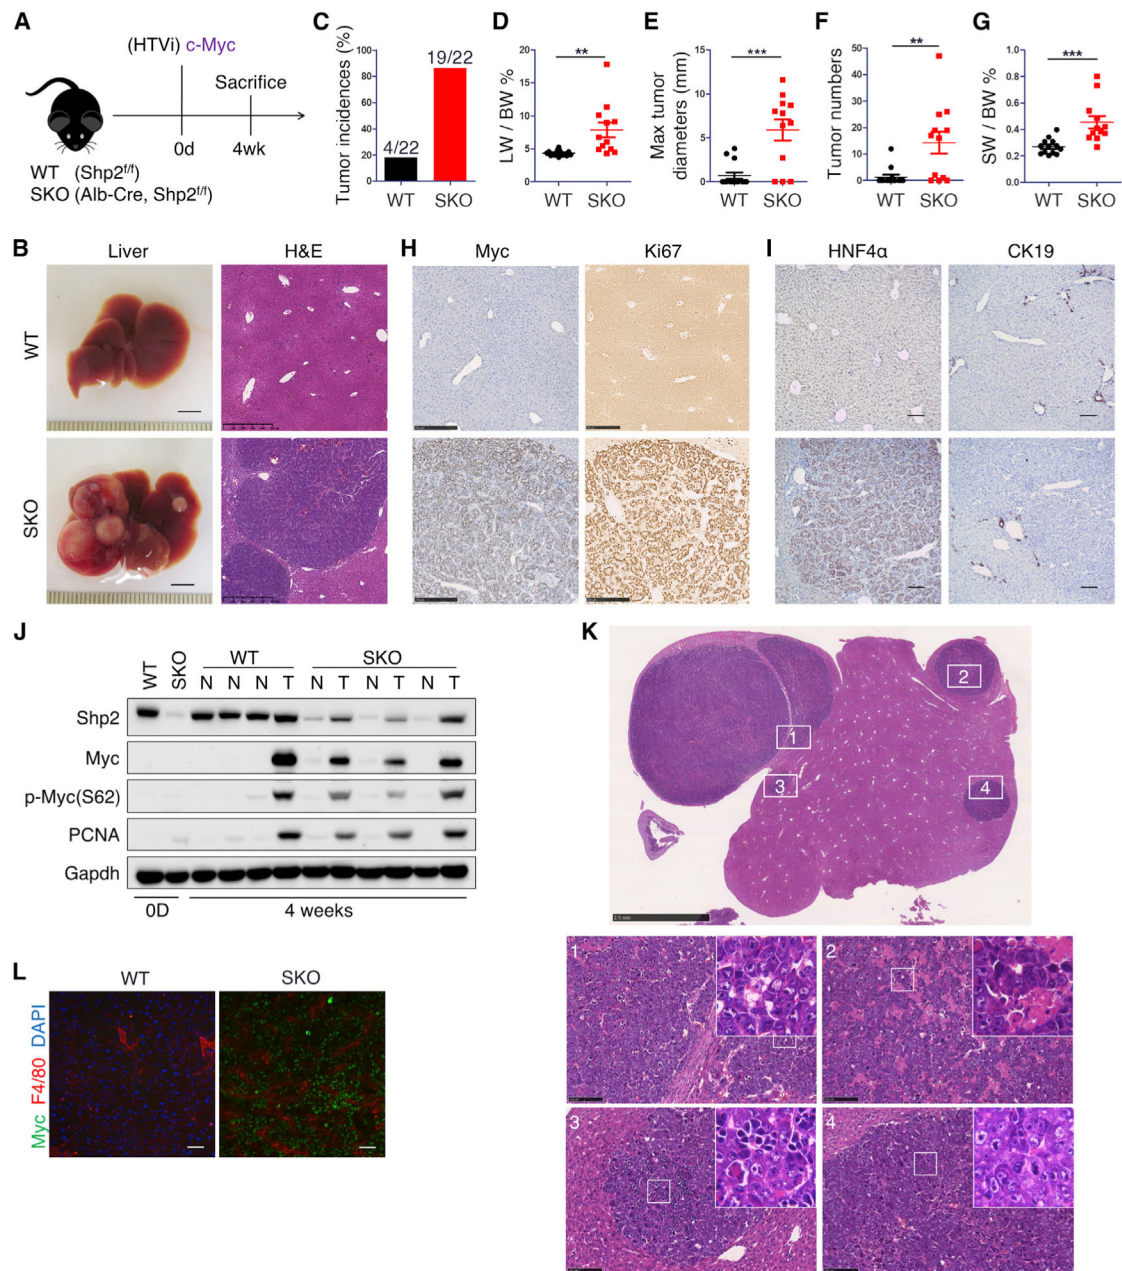 A
(HTVi) c-Myc
Sacrifice
0d
4wk
WT (Shp2f/f)
SKO (Alb-Cre, Shp2f/f)
C
Tumor incidences (%)
100
80
60
40
20
0
4/22
19/22
WT
SKO
D
LW / BW %
20
15
10
5
0
**
WT
SKO
E
Max tumor
diameters (mm)
15
10
5
0
***
WT
SKO
F
Tumor numbers
50
40
30
20
10
0
**
WT
SKO
G
SW / BW %
1.0
0.8
0.6
0.4
0.2
0.0
***
WT
SKO
B
Liver
H&E
WT
SKO
H
Myc
Ki67
I
HNF4α
CK19
J
WT
SKO
WT
SKO
N N N T N T N T N T
Shp2
Myc
p-Myc(S62)
PCNA
Gapdh
0D
4 weeks
K
1
2
3
4
2.5 mm
1
2
3
4
L
WT
SKO
Myc F4/80 DAPI